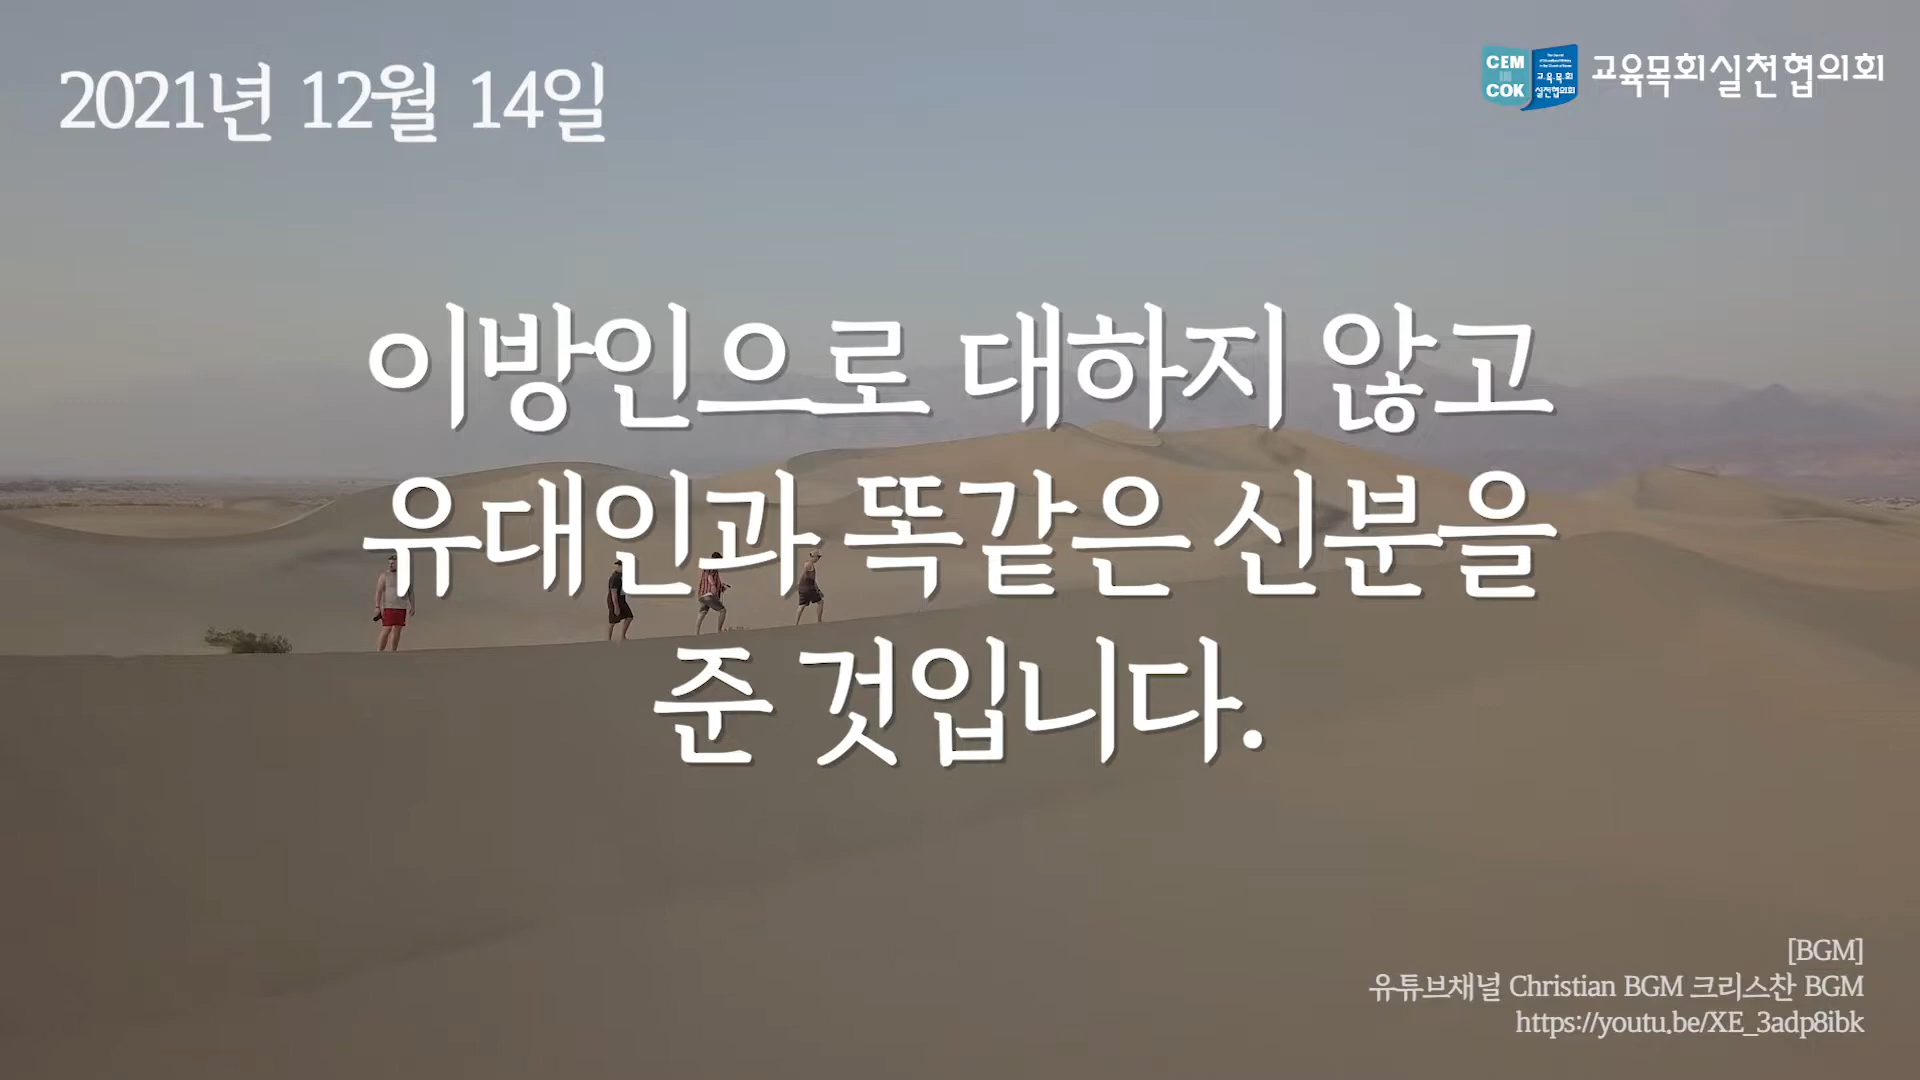 2021년 12월 14일
CEM
COK
교육목회
실천협의회
교육목회실천협의회
이방인으로 대하지 않고
유대인과 똑같은 신분을
준 것입니다.
[BGM]
유튜브채널 Christian BGM 크리스찬 BGM
https://youtu.be/XE_3adp8ibk